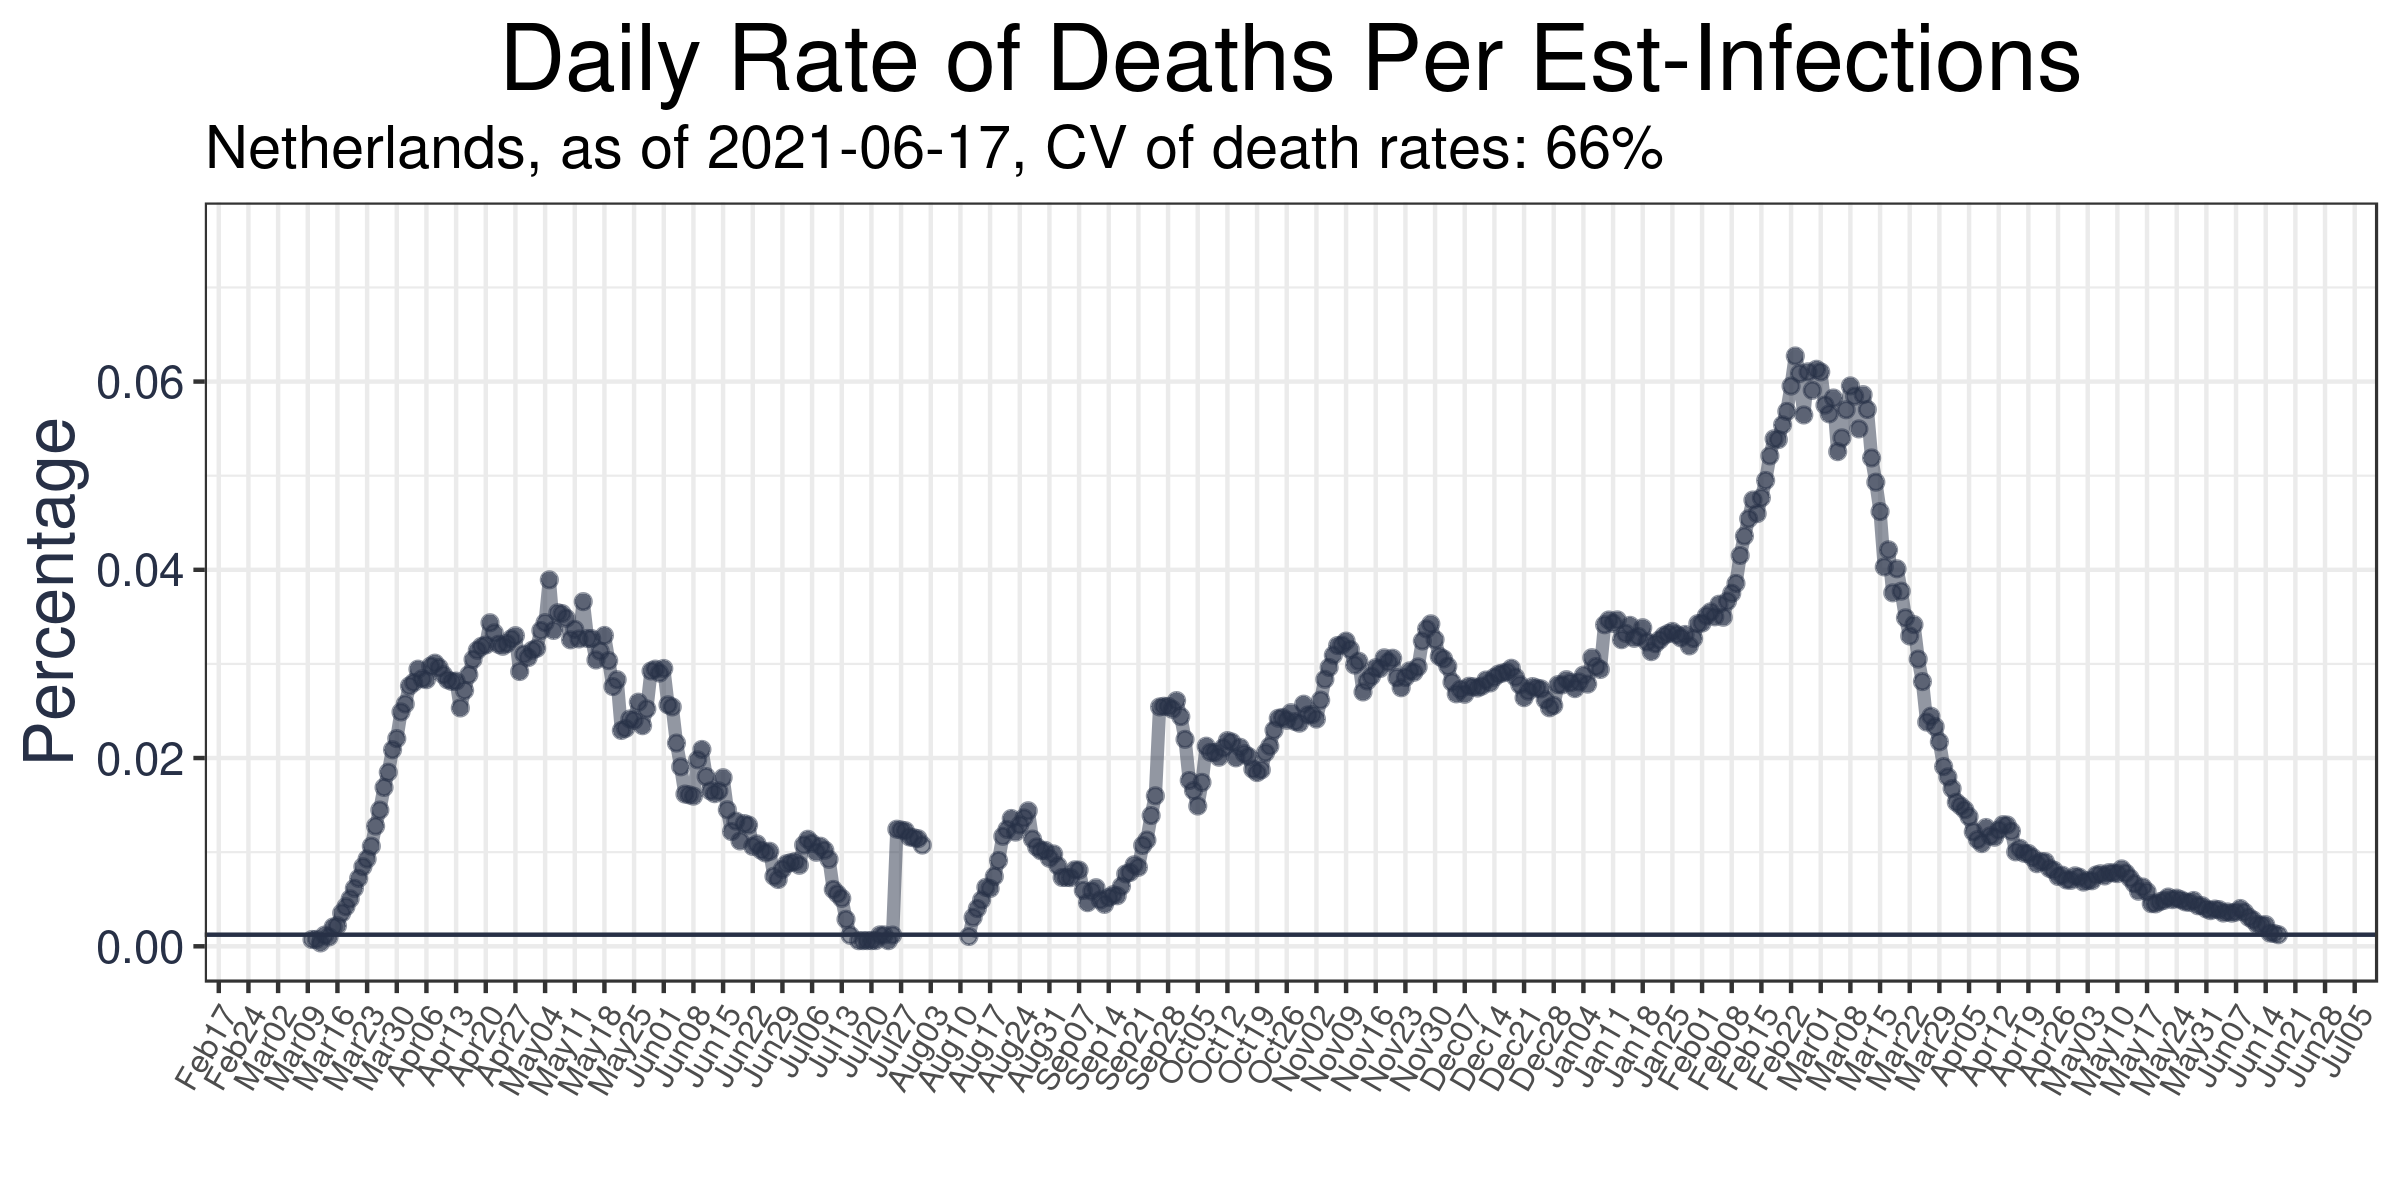 Daily Rate of Deaths Per Est-Infections
Netherlands, as of 2021-06-17, CV of death rates: 66%
Percentage
0.06
0.04
0.02
0.00
Feb17
Feb24
Mar02
Mar09
Mar16
Mar23
Mar30
Apr06
Apr13
Apr20
Apr27
May04
May11
May18
May25
Jun01
Jun08
Jun15
Jun22
Jun29
Jul06
Jul13
Jul20
Jul27
Aug03
Aug10
Aug17
Aug24
Aug31
Sep07
Sep14
Sep21
Sep28
Oct05
Oct12
Oct19
Oct26
Nov02
Nov09
Nov16
Nov23
Nov30
Dec07
Dec14
Dec21
Dec28
Jan04
Jan11
Jan18
Jan25
Feb01
Feb08
Feb15
Feb22
Mar01
Mar08
Mar15
Mar22
Mar29
Apr05
Apr12
Apr19
Apr26
May03
May10
May17
May24
May31
Jun07
Jun14
Jun21
Jun28
Jul05